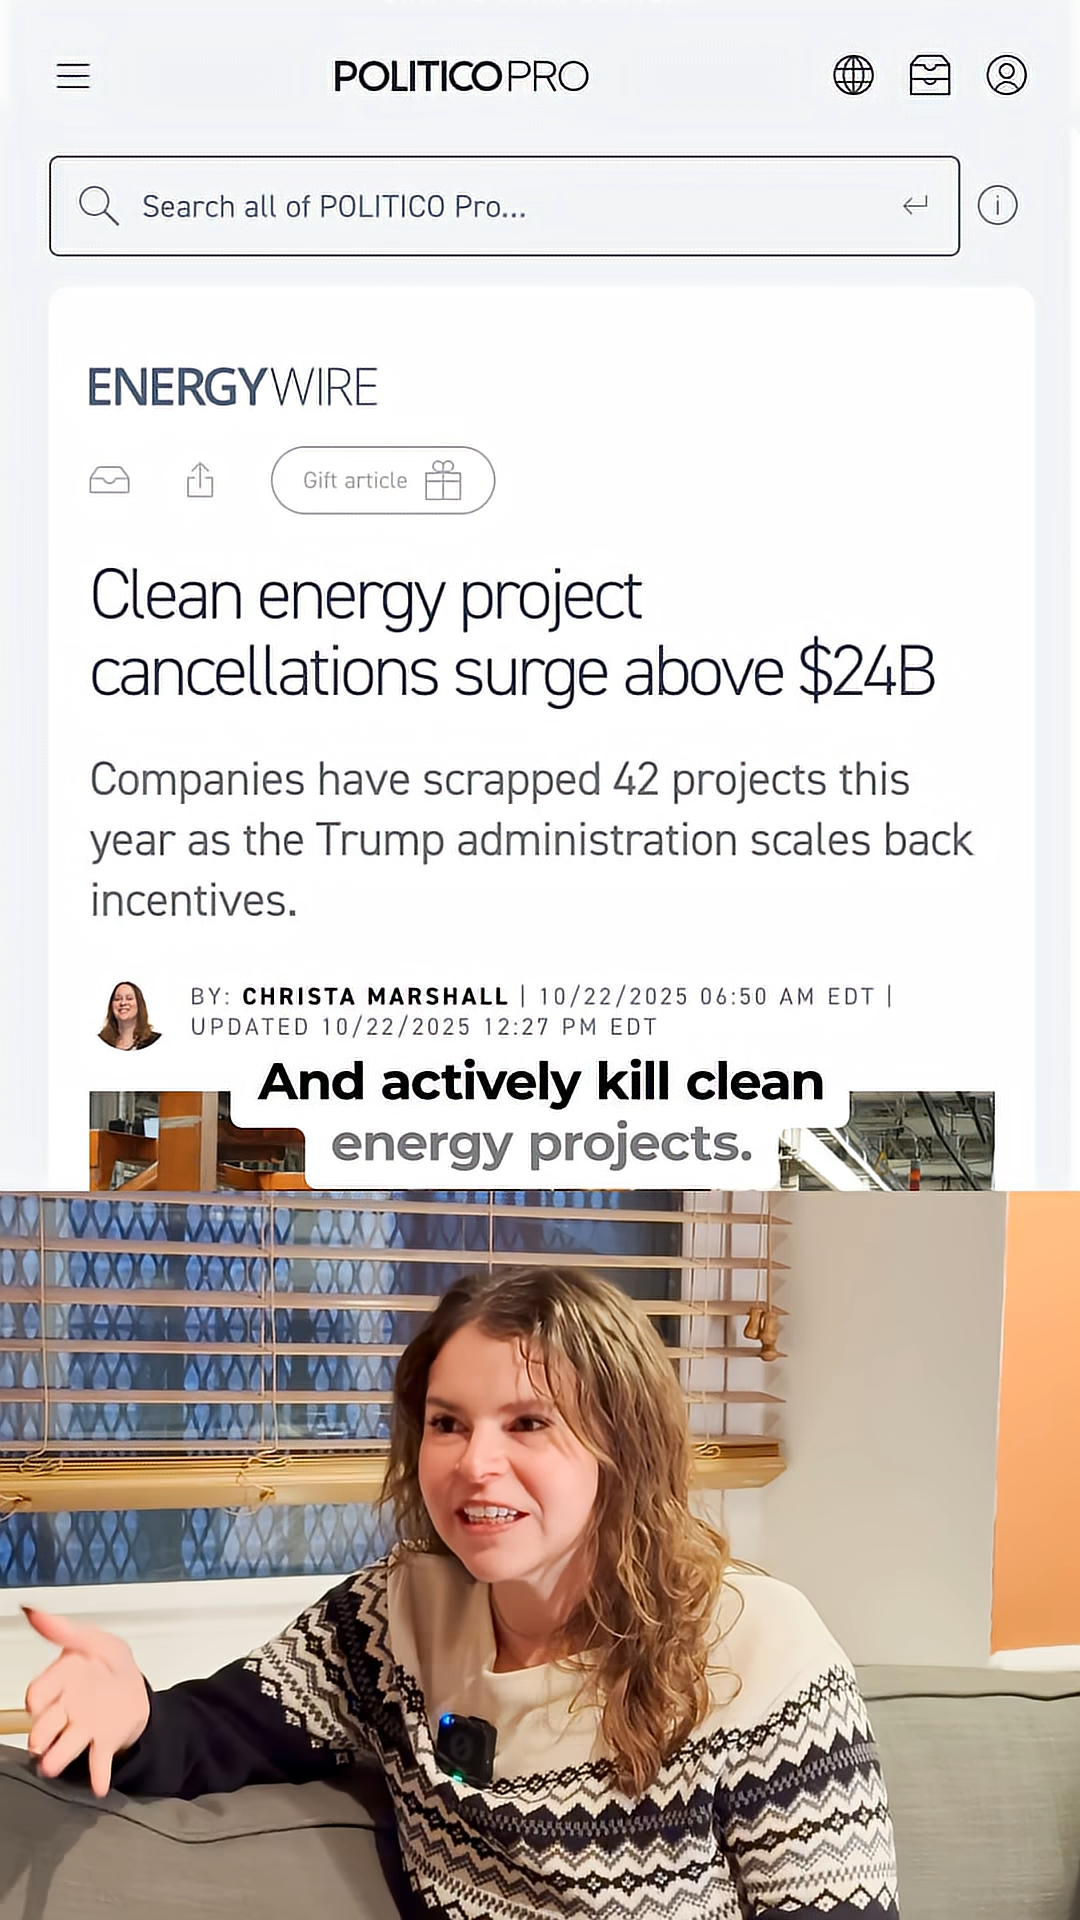 POLITICOPRO
Search all of POLITICO Pro...
ENERGYWIRE
Gift article
Clean energy project
cancellations surge above $24B
Companies have scrapped 42 projects this
year as the Trump administration scales back
incentives.
BY: CHRISTA MARSHALL | 10/22/2025 06:50 AM EDT |
UPDATED 10/22/2025 12:27 PM EDT
And actively kill clean
energy projects.